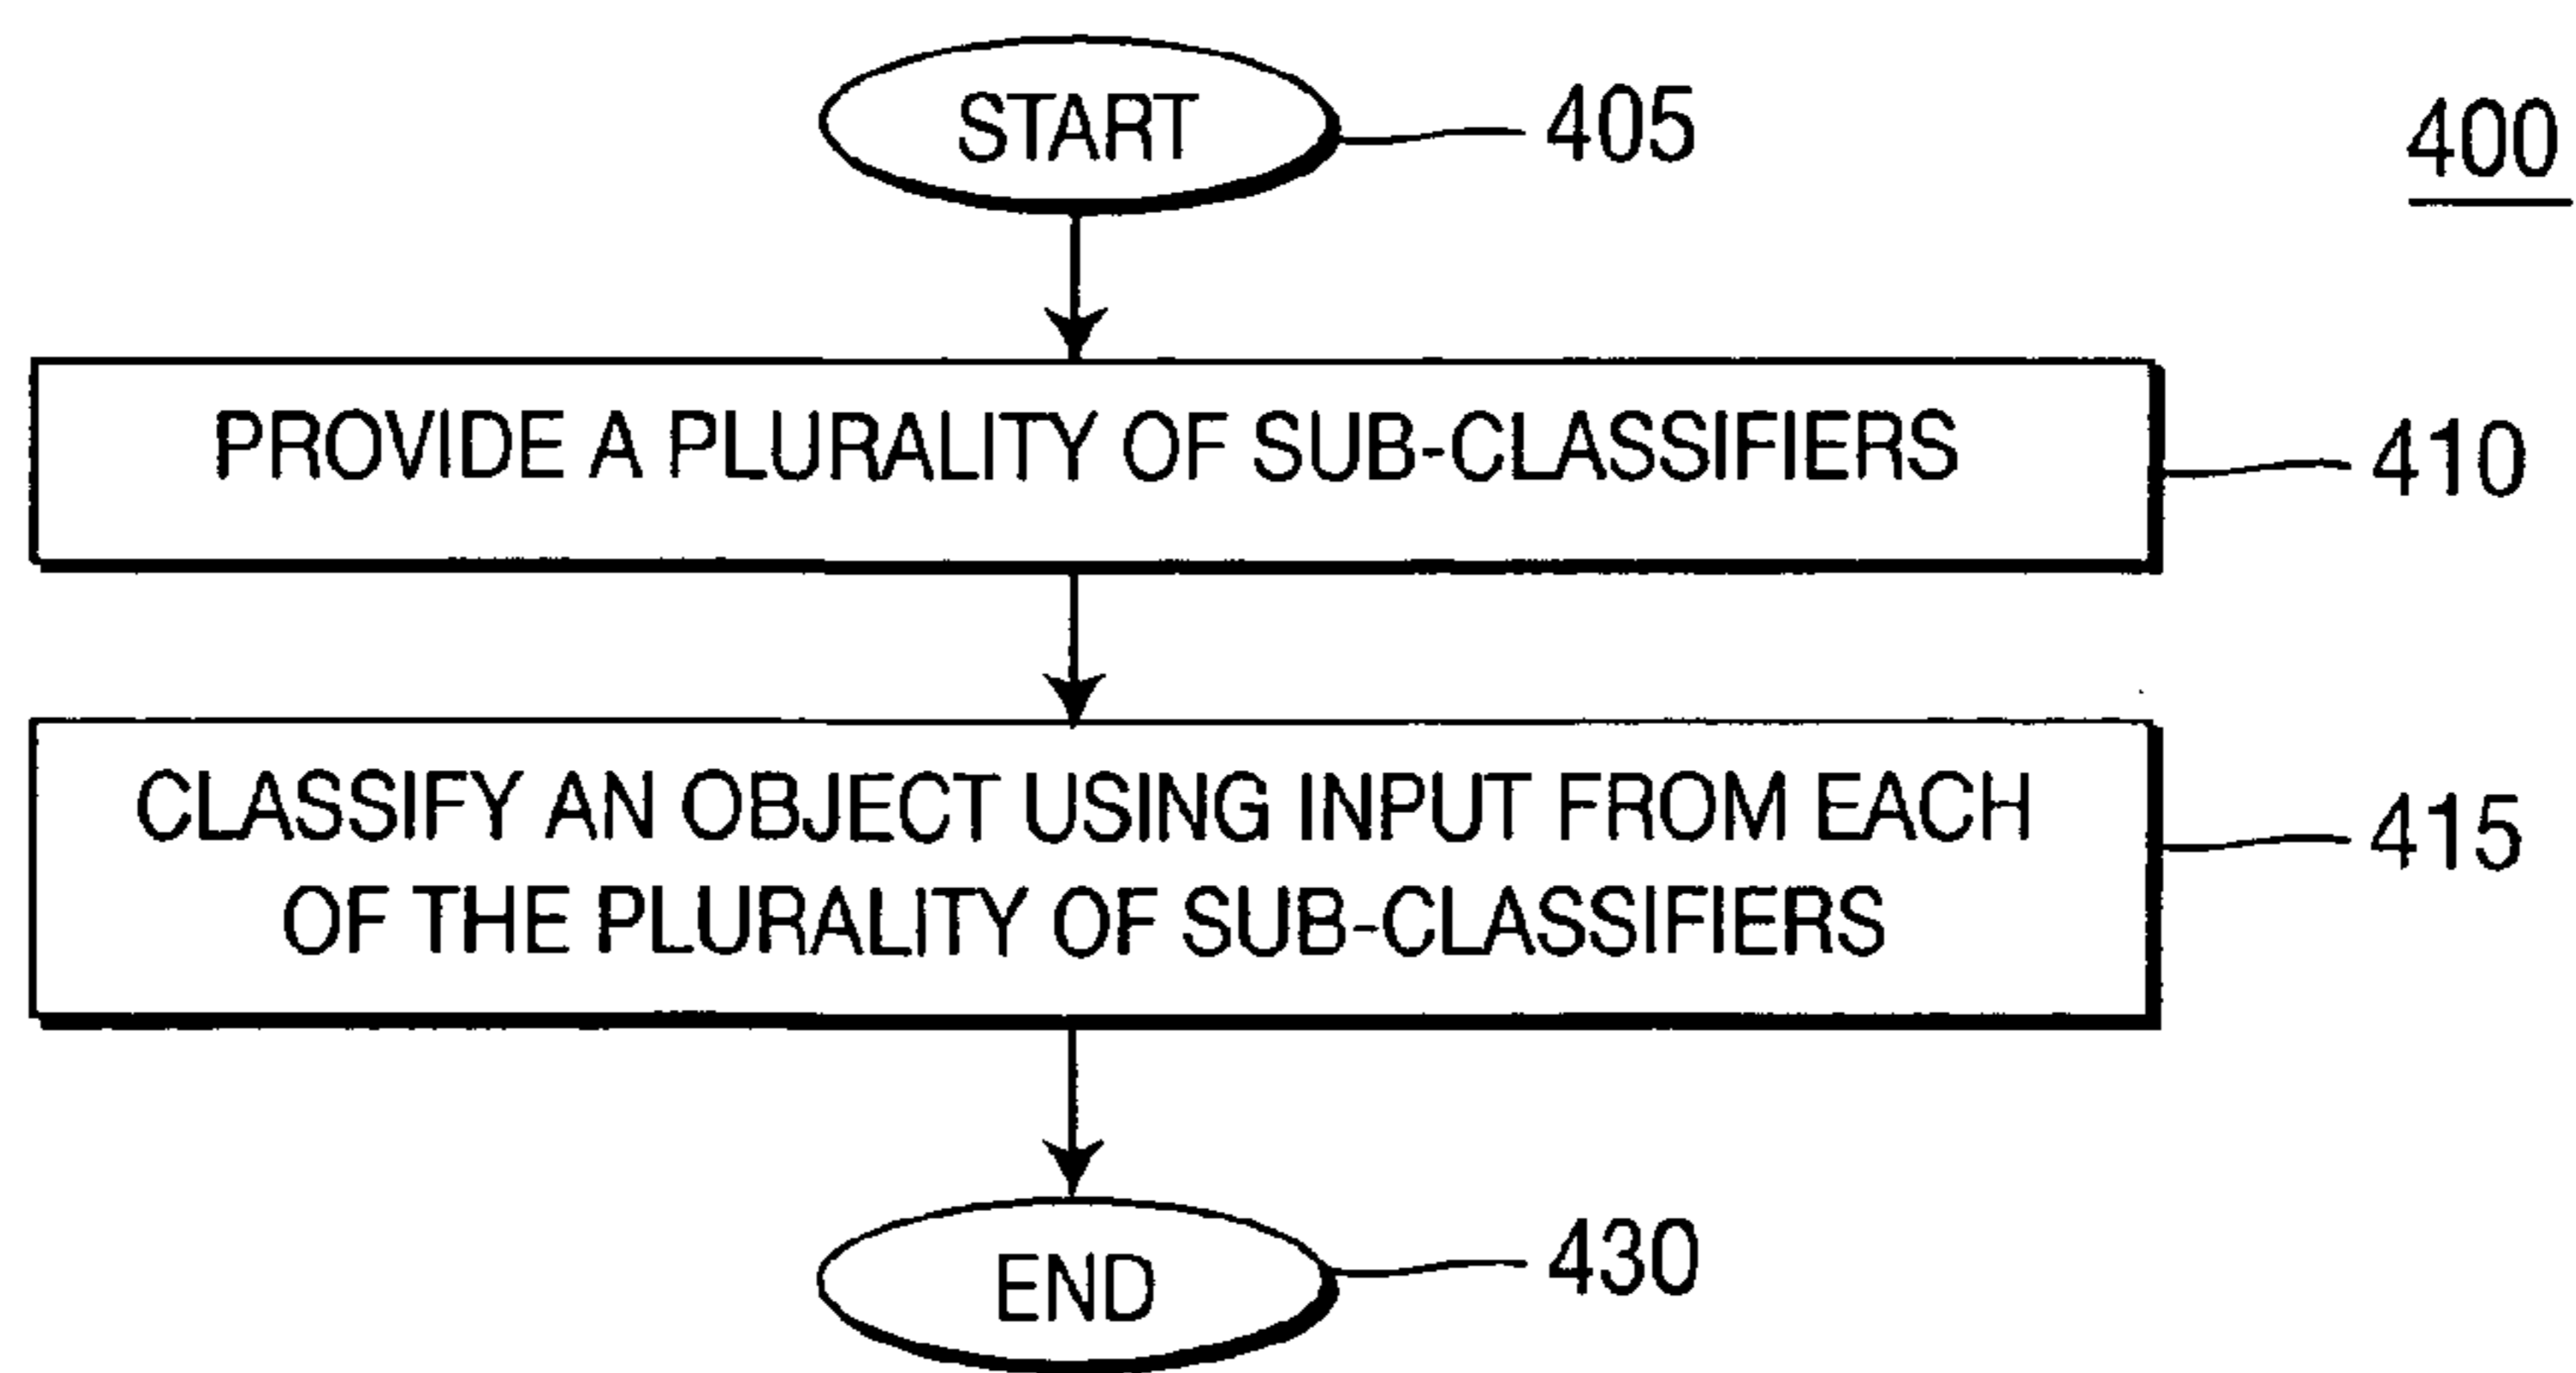 START
405
400
PROVIDE A PLURALITY OF SUB-CLASSIFIERS
410
CLASSIFY AN OBJECT USING INPUT FROM EACH
OF THE PLURALITY OF SUB-CLASSIFIERS
415
END
430